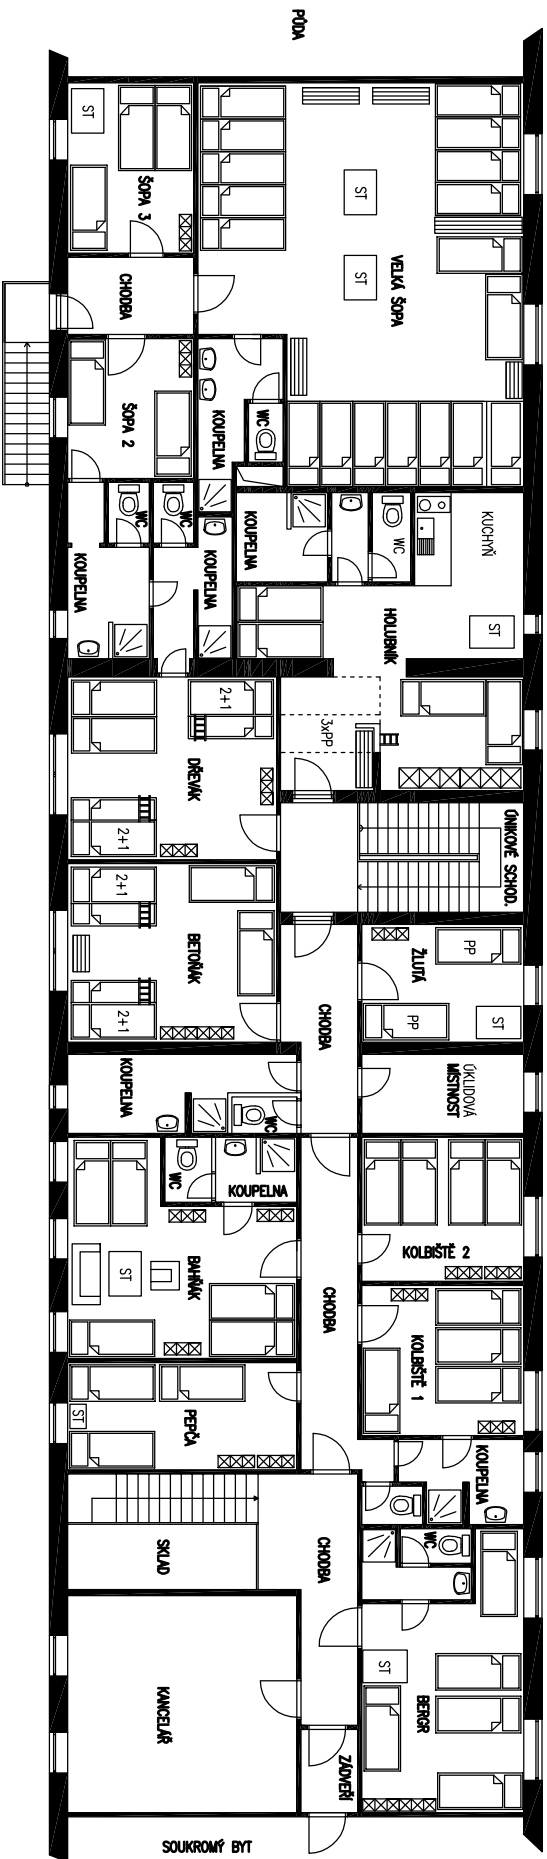 PŮDA
ST
ŠOPA 3
ST
ST
VELKÁ ŠOPA
CHODBA
ŠOPA 2
KOUPELNA
WC
WC
WC
KOUPELNA
KOUPELNA
KOUPELNA
WC
KUCHYŇ
ST
HOLUBNÍK
3xPP
2+1
DŘEVÁK
2+1
ÚNIKOVÉ SCHOD.
2+1
BETOŇÁK
2+1
CHODBA
PP
ŽLUTÁ
PP
ST
KOUPELNA
WC
ÚKLIDOVÁ
MÍSTNOST
WC
KOUPELNA
ST
BAHŇÁK
CHODBA
KOLBIŠTĚ 2
KOLBIŠTĚ 1
ST
PEPČA
KOUPELNA
WC
SKLAD
CHODBA
ST
BERGR
KANCELÁŘ
ZÁDVEŘÍ
SOUKROMÝ BYT